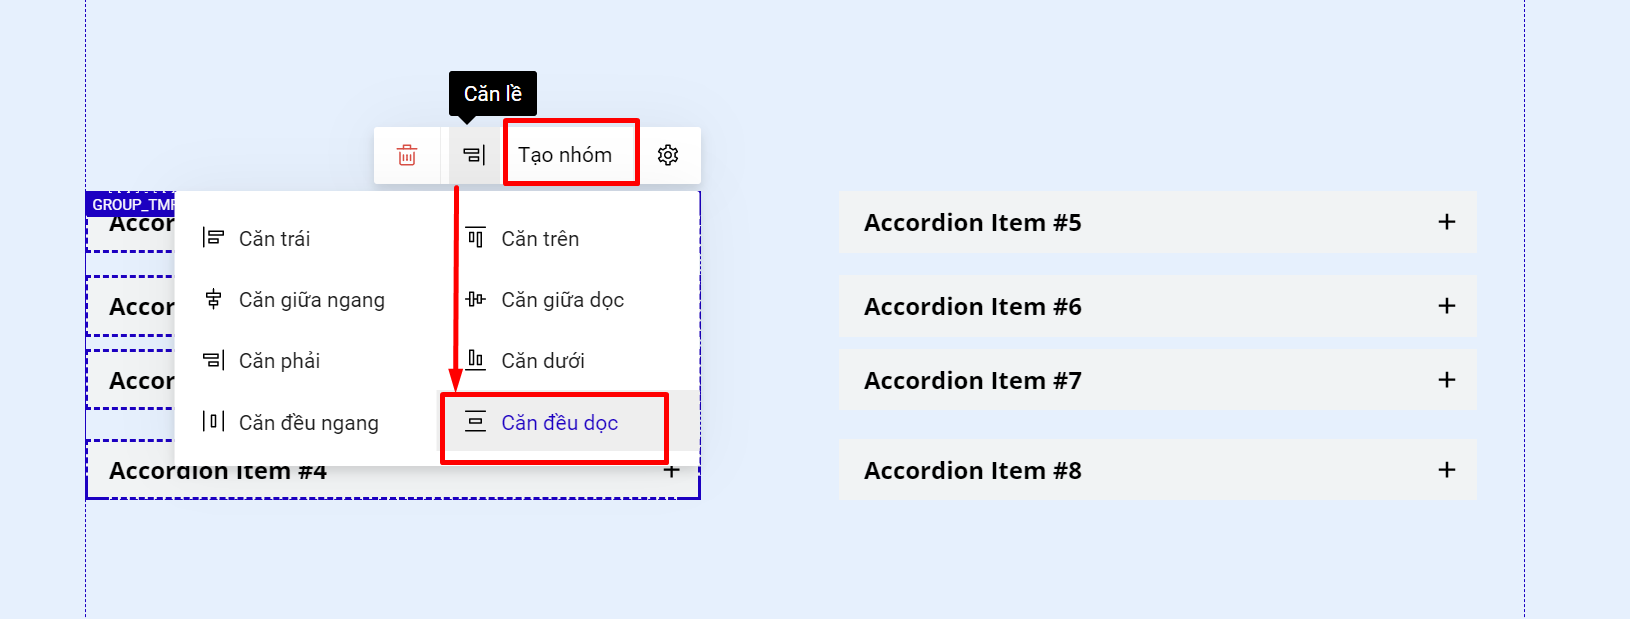 Căn lề
Tạo nhóm
GROUP_TMP
Căn trái
Căn trên
Căn giữa ngang
Căn giữa dọc
Căn phải
Căn dưới
Căn đều ngang
Căn đều dọc
Accor
Accor
Accor
Accordion Item #4
Accordion Item #5
Accordion Item #6
Accordion Item #7
Accordion Item #8